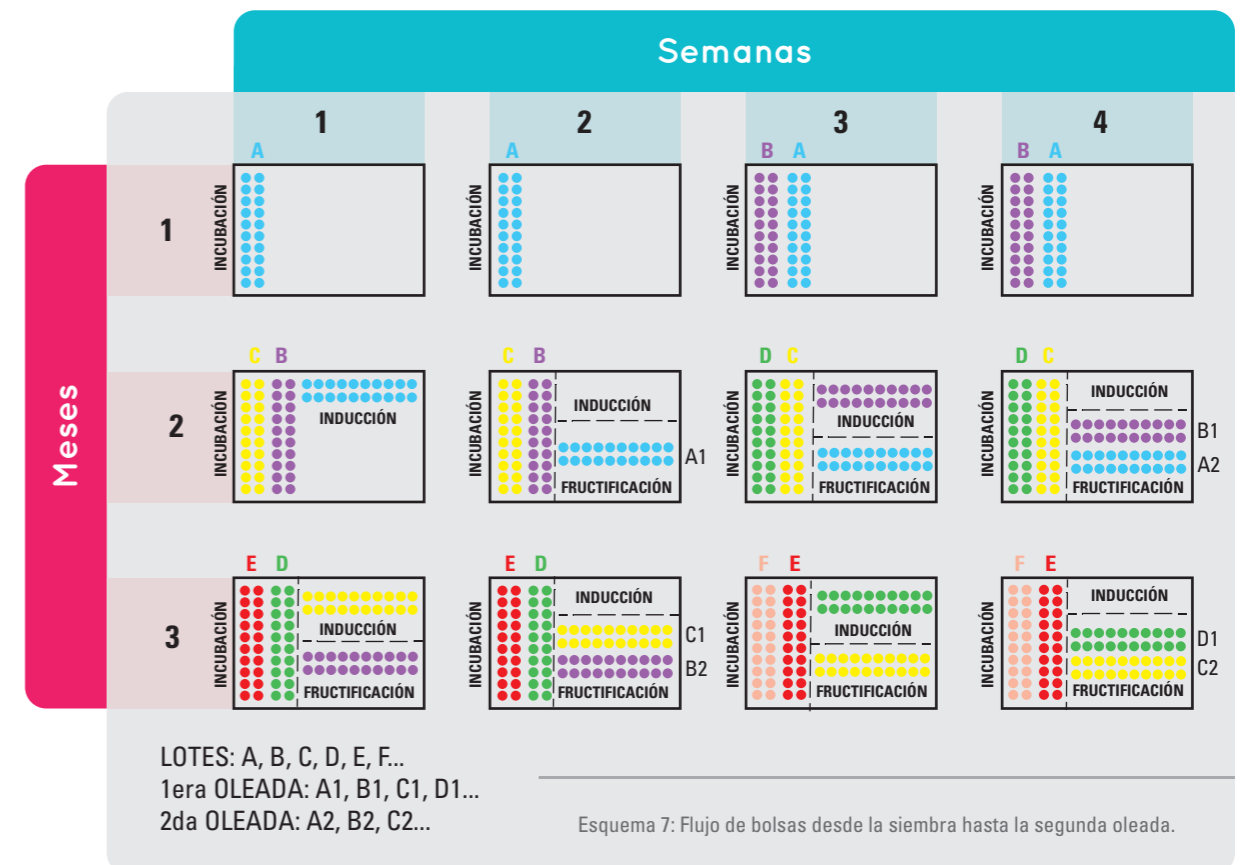 Semanas
1 2 3 4
A A B A B A
Meses
1
INCUBACIÓN INCUBACIÓN INCUBACIÓN INCUBACIÓN
C B C B D C D C
2
INCUBACIÓN INDUCCIÓN
INCUBACIÓN INDUCCIÓN A1 FRUCTIFICACIÓN
INCUBACIÓN INDUCCIÓN FRUCTIFICACIÓN
INCUBACIÓN INDUCCIÓN B1 A2 FRUCTIFICACIÓN
E D E D F E F E
3
INCUBACIÓN INDUCCIÓN FRUCTIFICACIÓN
INCUBACIÓN INDUCCIÓN C1 B2 FRUCTIFICACIÓN
INCUBACIÓN INDUCCIÓN FRUCTIFICACIÓN
INCUBACIÓN INDUCCIÓN D1 C2 FRUCTIFICACIÓN
LOTES: A, B, C, D, E, F...
1era OLEADA: A1, B1, C1, D1...
2da OLEADA: A2, B2, C2...
Esquema 7: Flujo de bolsas desde la siembra hasta la segunda oleada.